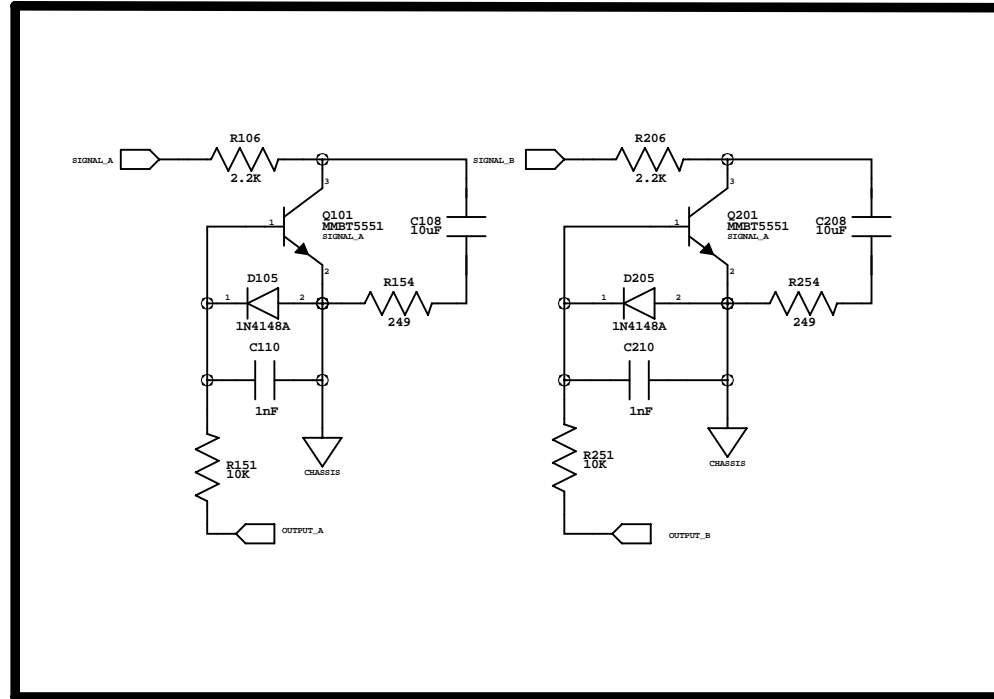 R106
SIGNAL_A
2.2K
3
1
Q101
MMBT5551
SIGNAL_A
C108
10uF
2
D105
1
2
1N4148A
R154
249
C110
1nF
R151
10K
CHASSIS
OUTPUT_A
R206
SIGNAL_B
2.2K
3
1
Q201
MMBT5551
SIGNAL_A
C208
10uF
2
D205
1
2
1N4148A
R254
249
C210
1nF
R251
10K
CHASSIS
OUTPUT_B